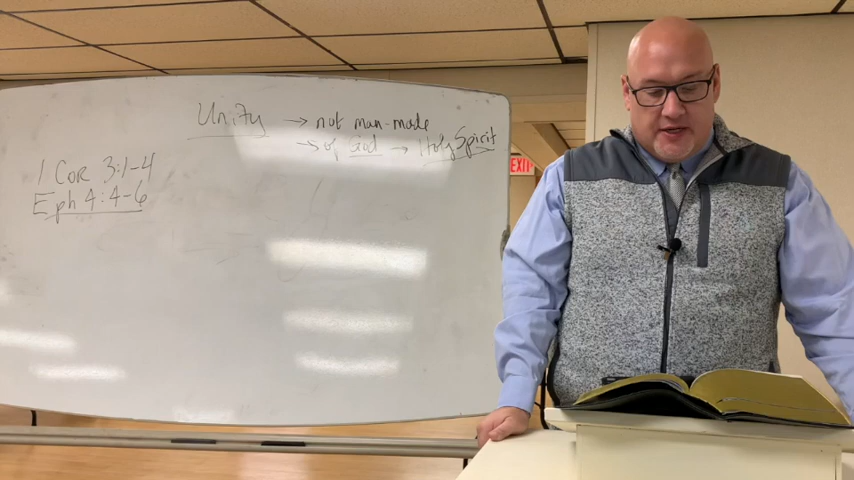 Unity → not man-made
→ of God → Holy Spirit
1 Cor 3:1-4
Eph 4:4-6
EXIT